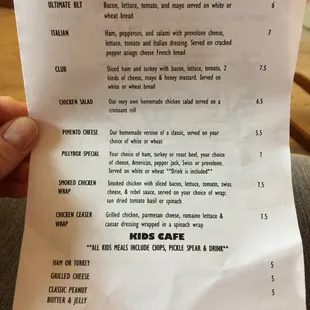 ULTIMATE BLT Bacon, lettuce, tomato, and mayo served on white or 6
wheat bread
ITALIAN Ham, pepperoni, and salami with provolone cheese, 7
lettuce, tomato and Italian dressing. Served on cracked
pepper asiago cheese French bread
CLUB Sliced ham and turkey with bacon, lettuce, tomato, 2 7.5
kinds of cheese, mayo & honey mustard. Served on
white or wheat bread
CHICKEN SALAD Our very own homemade chicken salad served on a 6.5
croissant roll
PIMENTO CHEESE Our homemade version of a classic, served on your 5.5
choice of white or wheat
PILLYBOX SPECIAL Your choice of ham, turkey or roast beef, your choice 7
of cheese, American, pepper jack, Swiss or provolone.
Served on white or wheat **Drink is included**
SMOKED CHICKEN Smoked chicken with sliced bacon, lettuce, tomato, swiss 7.5
WRAP cheese, & rebel sauce, served on your choice of wrap:
sun dried tomato basil or spinach
CHICKEN CEASER Grilled chicken, parmesan cheese, romaine lettuce & 7.5
WRAP caesar dressing wrapped in a spinach wrap
KIDS CAFE
**ALL KIDS MEALS INCLUDE CHIPS, PICKLE SPEAR & DRINK**
HAM OR TURKEY 5
GRILLED CHEESE 5
CLASSIC PEANUT 5
BUTTER & JELLY